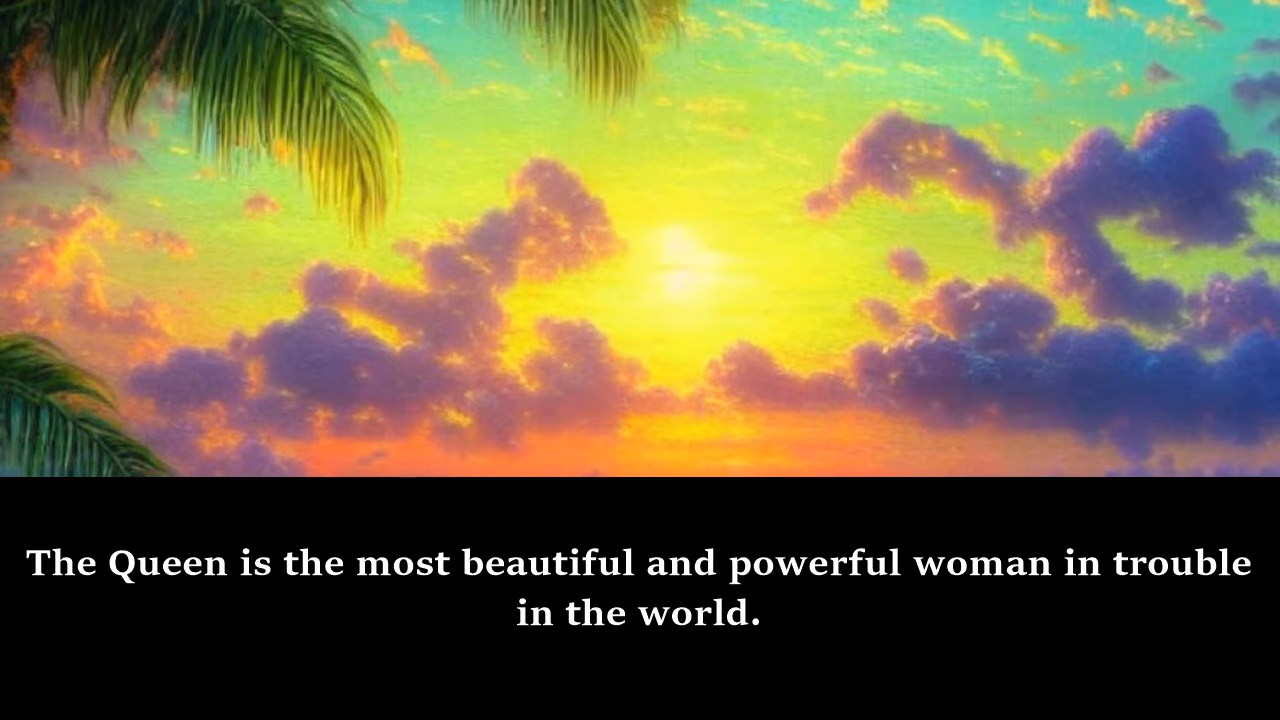 The Queen is the most beautiful and powerful woman in trouble
in the world.